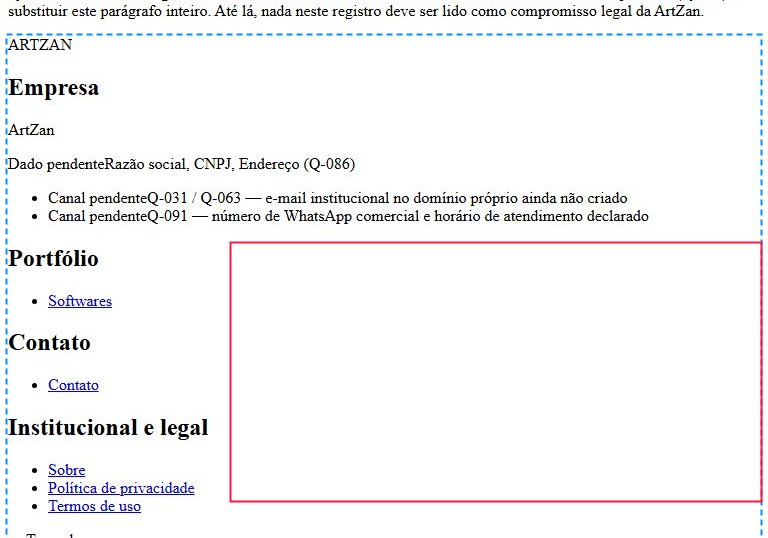 substituir este parágrafo inteiro. Até lá, nada neste registro deve ser lido como compromisso legal da ArtZan.
ARTZAN
Empresa
ArtZan
Dado pendenteRazão social, CNPJ, Endereço (Q-086)
Canal pendenteQ-031 / Q-063 — e-mail institucional no domínio próprio ainda não criado
Canal pendenteQ-091 — número de WhatsApp comercial e horário de atendimento declarado
Portfólio
Softwares
Contato
Contato
Institucional e legal
Sobre
Política de privacidade
Termos de uso